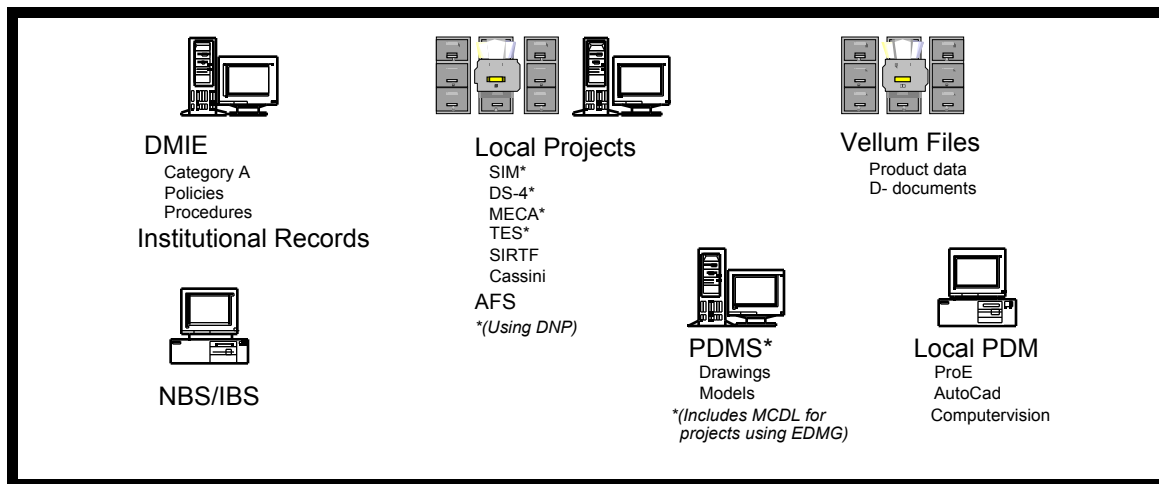 DMIE
Category A
Policies
Procedures
Institutional Records
NBS/IBS
Local Projects
SIM*
DS-4*
MECA*
TES*
SIRTF
Cassini
AFS
*(Using DNP)
Vellum Files
Product data
D- documents
PDMS*
Drawings
Models
*(Includes MCDL for
projects using EDMG)
Local PDM
ProE
AutoCad
Computervision